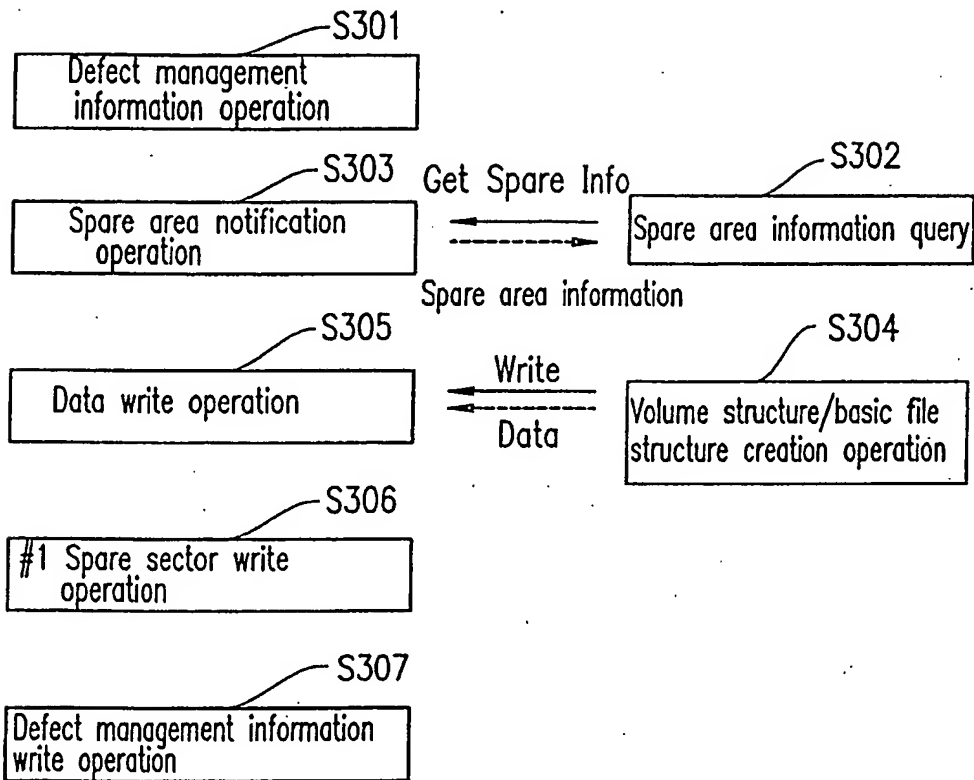 S301
Defect management
information operation
S303
Spare area notification
operation
Get Spare Info
Spare area information
S302
Spare area information query
S305
Data write operation
Write
Data
S304
Volume structure/basic file
structure creation operation
S306
#1 Spare sector write
operation
S307
Defect management information
write operation